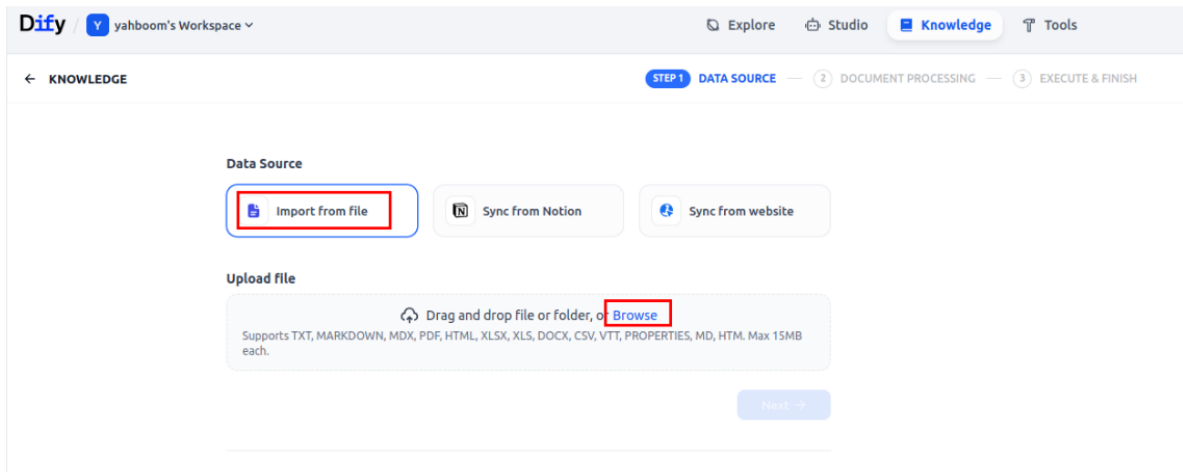 Dify / Y yahboom's Workspace
Explore Studio Knowledge Tools
← KNOWLEDGE
STEP 1 DATA SOURCE — 2 DOCUMENT PROCESSING — 3 EXECUTE & FINISH
Data Source
Import from file
Sync from Notion
Sync from website
Upload file
Drag and drop file or folder, or Browse
Supports TXT, MARKDOWN, MDX, PDF, HTML, XLSX, XLS, DOCX, CSV, VTT, PROPERTIES, MD, HTM. Max 15MB
each.
Next →